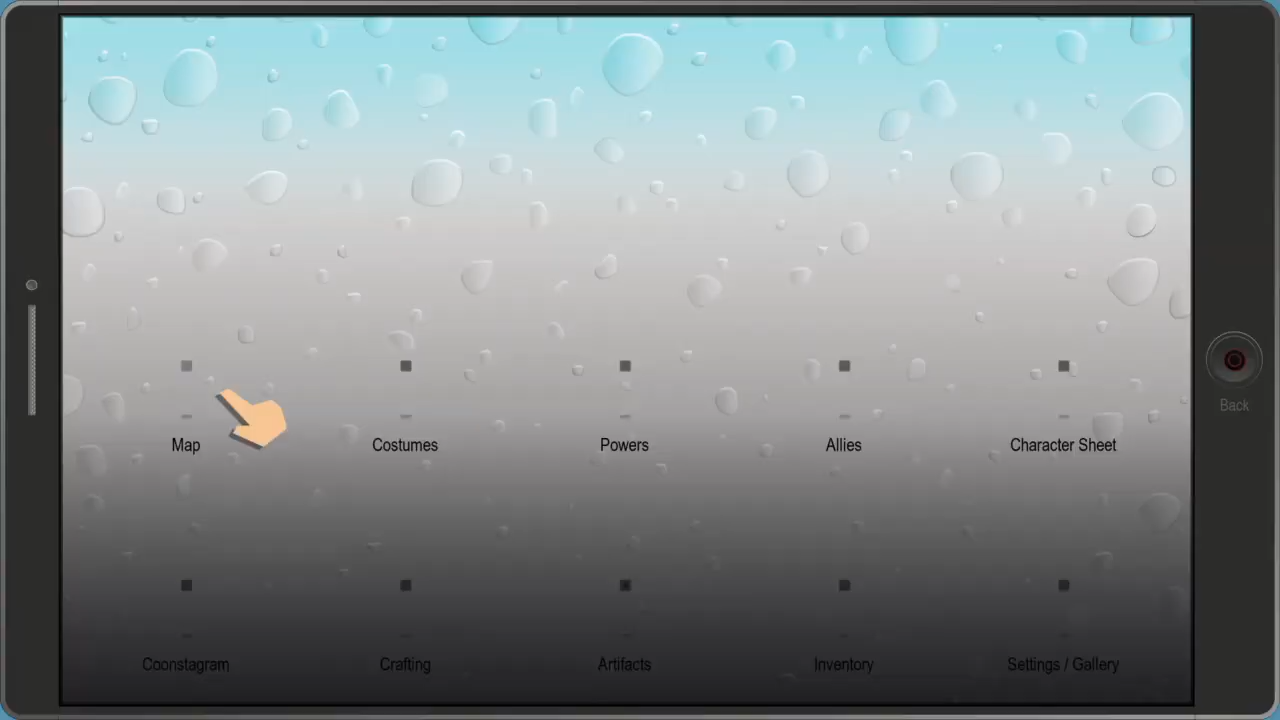 Map
Costumes
Powers
Allies
Character Sheet
Back
Coonstagram
Crafting
Artifacts
Inventory
Settings / Gallery